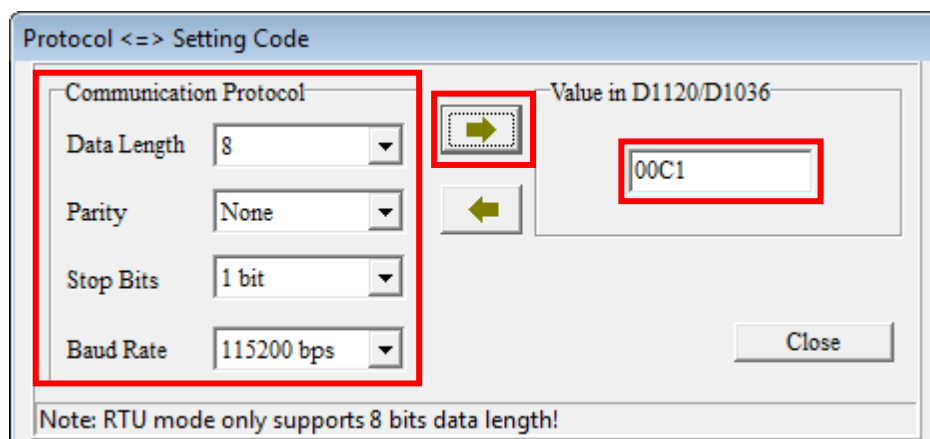 Protocol <=> Setting Code
Communication Protocol
Data Length 8
Parity None
Stop Bits 1 bit
Baud Rate 115200 bps
Value in D1120/D1036
00C1
Close
Note: RTU mode only supports 8 bits data length!